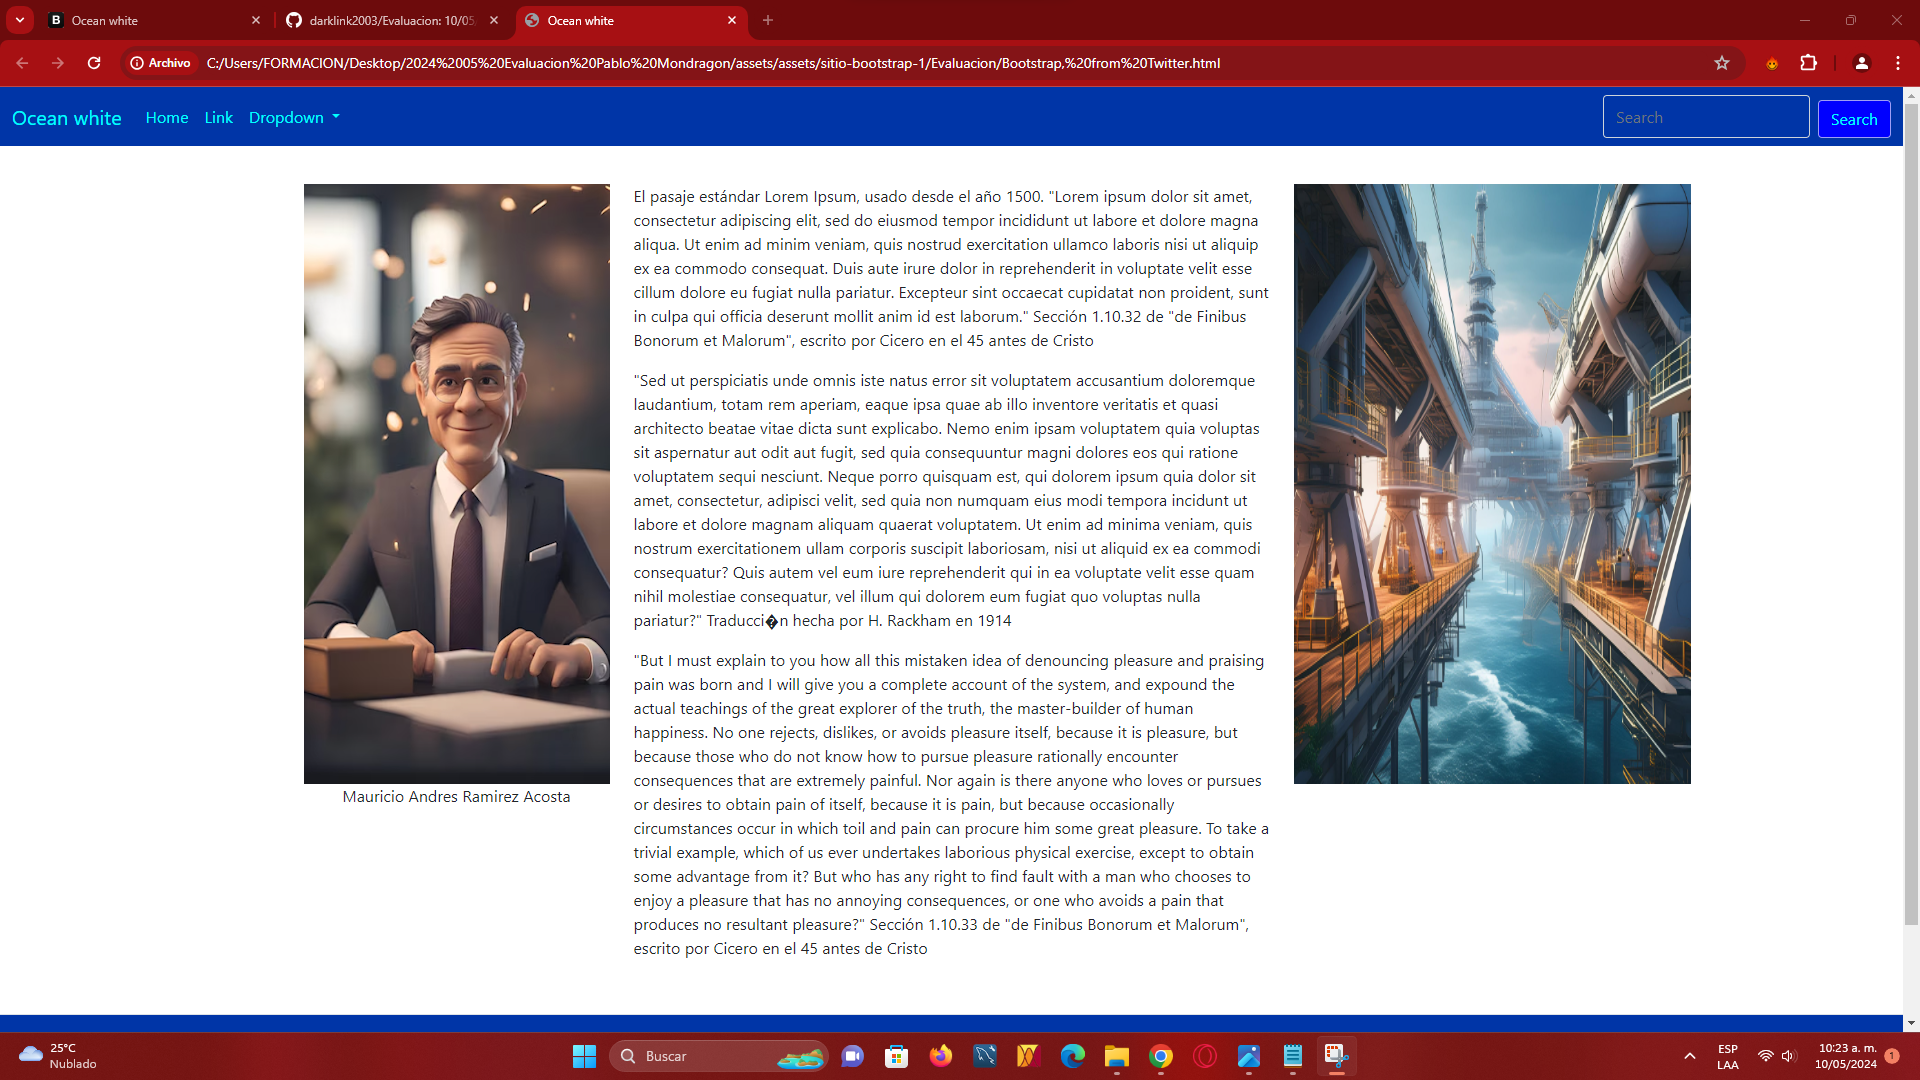 Ocean white
darklink2003/Evaluacion: 10/05
Ocean white
Archivo
C:/Users/FORMACION/Desktop/2024%2005%20Evaluacion%20Pablo%20Mondragon/assets/assets/sitio-bootstrap-1/Evaluacion/Bootstrap,%20from%20Twitter.html
Ocean white Home Link Dropdown Search Search
El pasaje estándar Lorem Ipsum, usado desde el año 1500. "Lorem ipsum dolor sit amet,
consectetur adipiscing elit, sed do eiusmod tempor incididunt ut labore et dolore magna
aliqua. Ut enim ad minim veniam, quis nostrud exercitation ullamco laboris nisi ut aliquip
ex ea commodo consequat. Duis aute irure dolor in reprehenderit in voluptate velit esse
cillum dolore eu fugiat nulla pariatur. Excepteur sint occaecat cupidatat non proident, sunt
in culpa qui officia deserunt mollit anim id est laborum." Sección 1.10.32 de "de Finibus
Bonorum et Malorum", escrito por Cicero en el 45 antes de Cristo
"Sed ut perspiciatis unde omnis iste natus error sit voluptatem accusantium doloremque
laudantium, totam rem aperiam, eaque ipsa quae ab illo inventore veritatis et quasi
architecto beatae vitae dicta sunt explicabo. Nemo enim ipsam voluptatem quia voluptas
sit aspernatur aut odit aut fugit, sed quia consequuntur magni dolores eos qui ratione
voluptatem sequi nesciunt. Neque porro quisquam est, qui dolorem ipsum quia dolor sit
amet, consectetur, adipisci velit, sed quia non numquam eius modi tempora incidunt ut
labore et dolore magnam aliquam quaerat voluptatem. Ut enim ad minima veniam, quis
nostrum exercitationem ullam corporis suscipit laboriosam, nisi ut aliquid ex ea commodi
consequatur? Quis autem vel eum iure reprehenderit qui in ea voluptate velit esse quam
nihil molestiae consequatur, vel illum qui dolorem eum fugiat quo voluptas nulla
pariatur?" Traducci�n hecha por H. Rackham en 1914
"But I must explain to you how all this mistaken idea of denouncing pleasure and praising
pain was born and I will give you a complete account of the system, and expound the
actual teachings of the great explorer of the truth, the master-builder of human
happiness. No one rejects, dislikes, or avoids pleasure itself, because it is pleasure, but
because those who do not know how to pursue pleasure rationally encounter
consequences that are extremely painful. Nor again is there anyone who loves or pursues
or desires to obtain pain of itself, because it is pain, but because occasionally
circumstances occur in which toil and pain can procure him some great pleasure. To take a
trivial example, which of us ever undertakes laborious physical exercise, except to obtain
some advantage from it? But who has any right to find fault with a man who chooses to
enjoy a pleasure that has no annoying consequences, or one who avoids a pain that
produces no resultant pleasure?" Sección 1.10.33 de "de Finibus Bonorum et Malorum",
escrito por Cicero en el 45 antes de Cristo
Mauricio Andres Ramirez Acosta
25°C
Nublado
Buscar
ESP
LAA
10:23 a. m.
10/05/2024
1